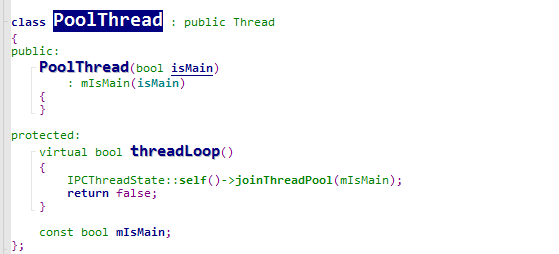 class PoolThread : public Thread
{
public:
PoolThread(bool isMain)
: mIsMain(isMain)
{
}
protected:
virtual bool threadLoop()
{
IPCThreadState::self()->joinThreadPool(mIsMain);
return false;
}
const bool mIsMain;
};